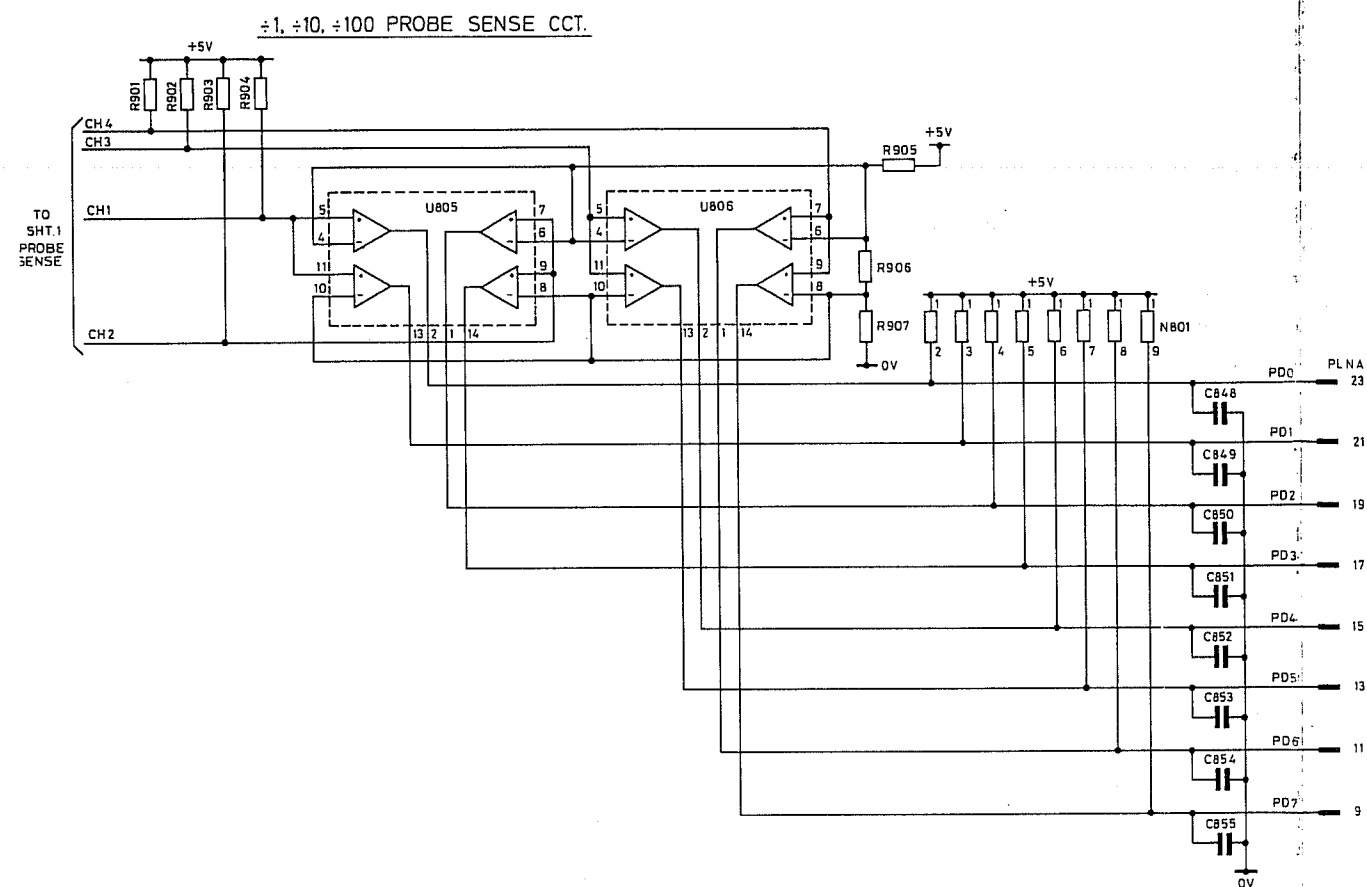 ÷1, ÷10, ÷100 PROBE SENSE CCT.
+5V
R901
R902
R903
R904
CH4
CH3
+5V
R905
CH1
TO
SHT.1
PROBE
SENSE
5
4
11
10
U805
7
6
9
8
5
4
11
10
U806
7
6
9
8
R906
R907
0V
CH2
13 2 1 14
13 2 1 14
+5V
1 1 1 1 1 1 1 1
N801
2 3 4 5 6 7 8 9
PLNA
PD0 23
C848
PD1 21
C849
PD2 19
C850
PD3 17
C851
PD4 15
C852
PD5 13
C853
PD6 11
C854
PD7 9
C855
0V